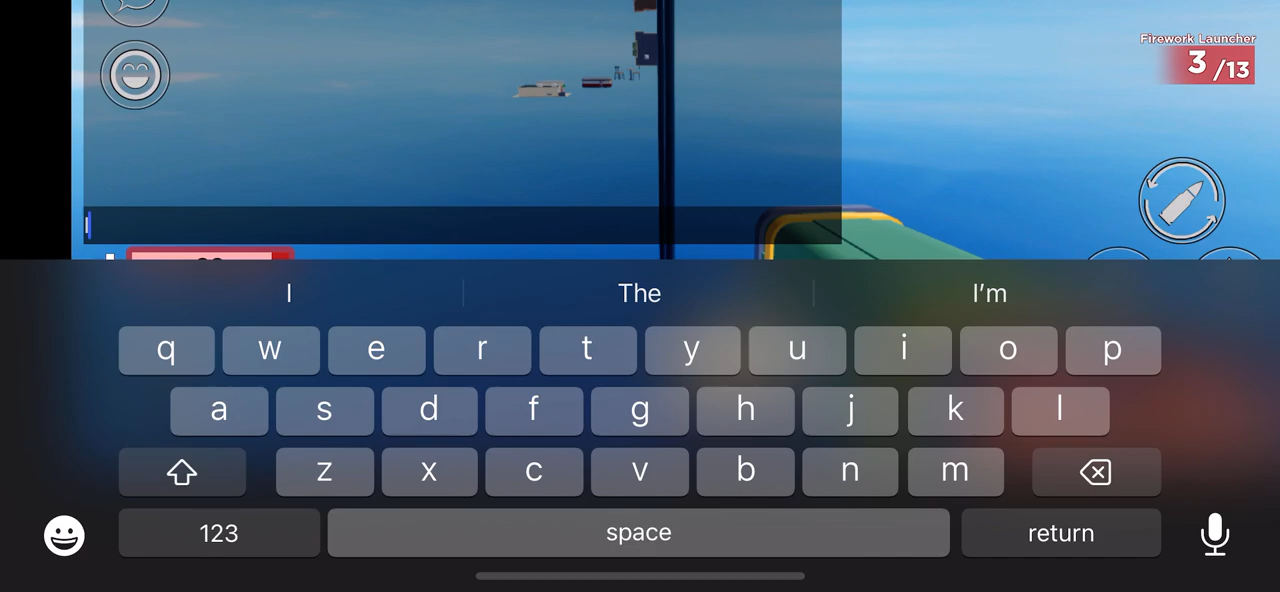 Firework Launcher
3 /13
I The I'm
q w e r t y u i o p
a s d f g h j k l
z x c v b n m
123 space return